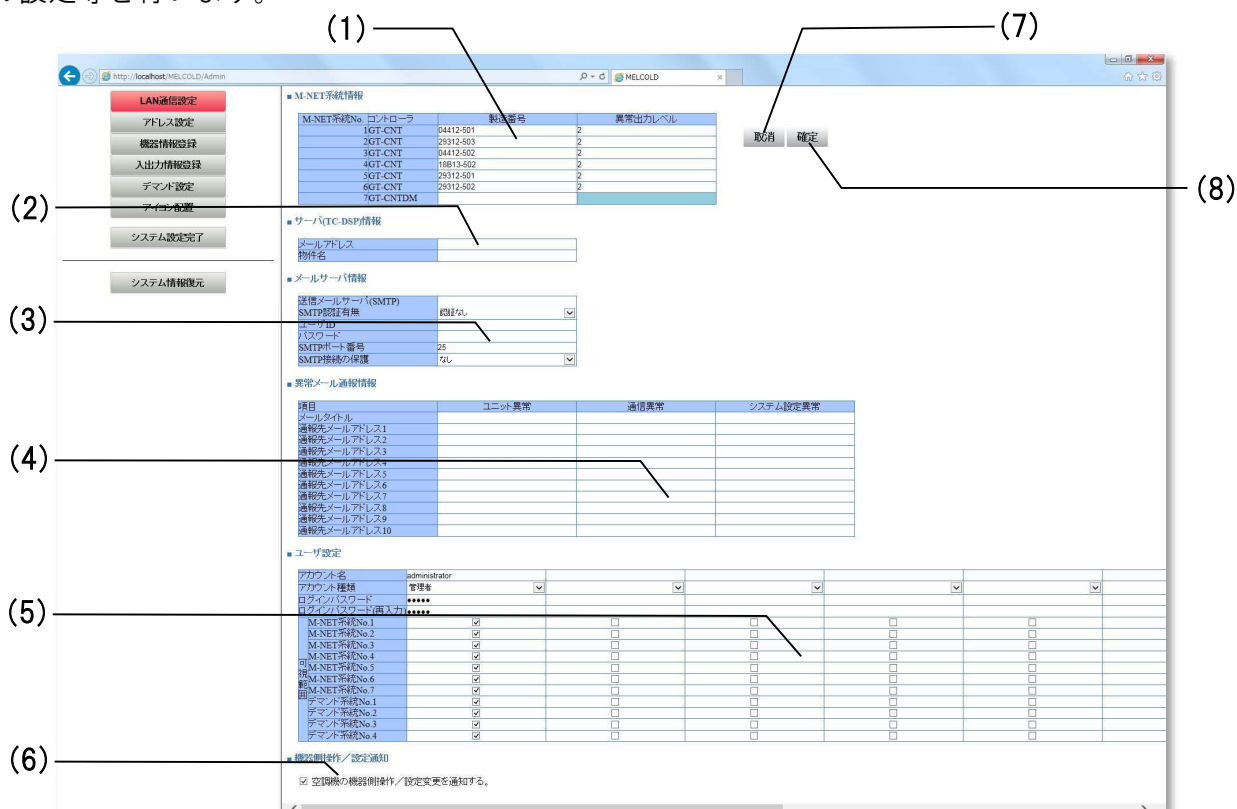 の設定等を行います。
(1)
(7)
http://localhost/MELCOLD/Admin
MELCOLD
LAN通信設定
アドレス設定
機器情報登録
入出力情報登録
デマンド設定
アイコン配置
システム設定完了
システム情報復元
■ M-NET系統情報
M-NET系統No. コントローラ 製造番号 異常出力レベル
1 GT-CNT 04412-501 2
2 GT-CNT 29312-503 2
3 GT-CNT 04412-502 2
4 GT-CNT 18B13-502 2
5 GT-CNT 29312-501 2
6 GT-CNT 29312-502 2
7 GT-CNTDM
取消 確定
(8)
(2)
■ サーバ(TC-DSP)情報
メールアドレス
物件名
■ メールサーバ情報
(3)
送信メールサーバ(SMTP)
SMTP認証有無 認証なし
ユーザID
パスワード
SMTPポート番号 25
SMTP接続の保護 なし
■ 異常メール通報情報
(4)
項目 ユニット異常 通信異常 システム設定異常
メールタイトル
通報先メールアドレス1
通報先メールアドレス2
通報先メールアドレス3
通報先メールアドレス4
通報先メールアドレス5
通報先メールアドレス6
通報先メールアドレス7
通報先メールアドレス8
通報先メールアドレス9
通報先メールアドレス10
■ ユーザ設定
(5)
アカウント名 administrator
アカウント種類 管理者
ログインパスワード •••••
ログインパスワード(再入力) •••••
可視範囲
M-NET系統No.1
M-NET系統No.2
M-NET系統No.3
M-NET系統No.4
M-NET系統No.5
M-NET系統No.6
M-NET系統No.7
デマンド系統No.1
デマンド系統No.2
デマンド系統No.3
デマンド系統No.4
(6)
■ 機器側操作／設定通知
空調機の機器側操作／設定変更を通知する。